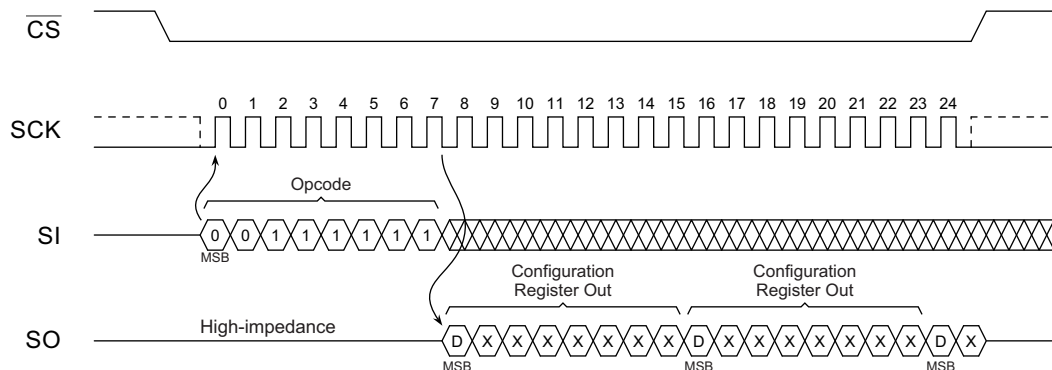 CS
0 1 2 3 4 5 6 7 8 9 10 11 12 13 14 15 16 17 18 19 20 21 22 23 24
SCK
Opcode
SI
0 0 1 1 1 1 1 1
MSB
Configuration
Register Out
Configuration
Register Out
High-impedance
SO
D X X X X X X X D X X X X X X X D X
MSB MSB MSB